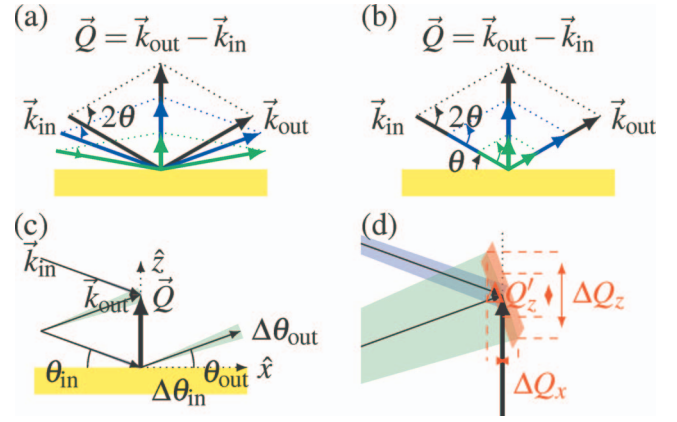 (a)
Q⃗ = k⃗out − k⃗in
k⃗in
2θ
k⃗out
(b)
Q⃗ = k⃗out − k⃗in
k⃗in
2θ
k⃗out
θ
(c)
k⃗in
ẑ
k⃗out
Q⃗
Δθout
θin
θout
x̂
Δθin
(d)
Q′z
ΔQz
ΔQx